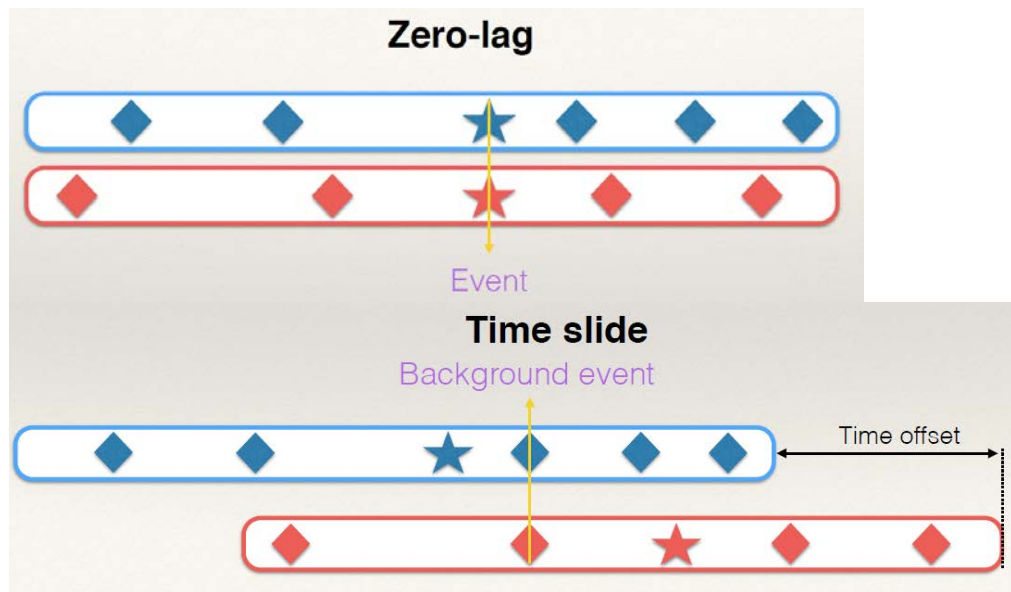 Zero-lag
Event
Time slide
Background event
Time offset